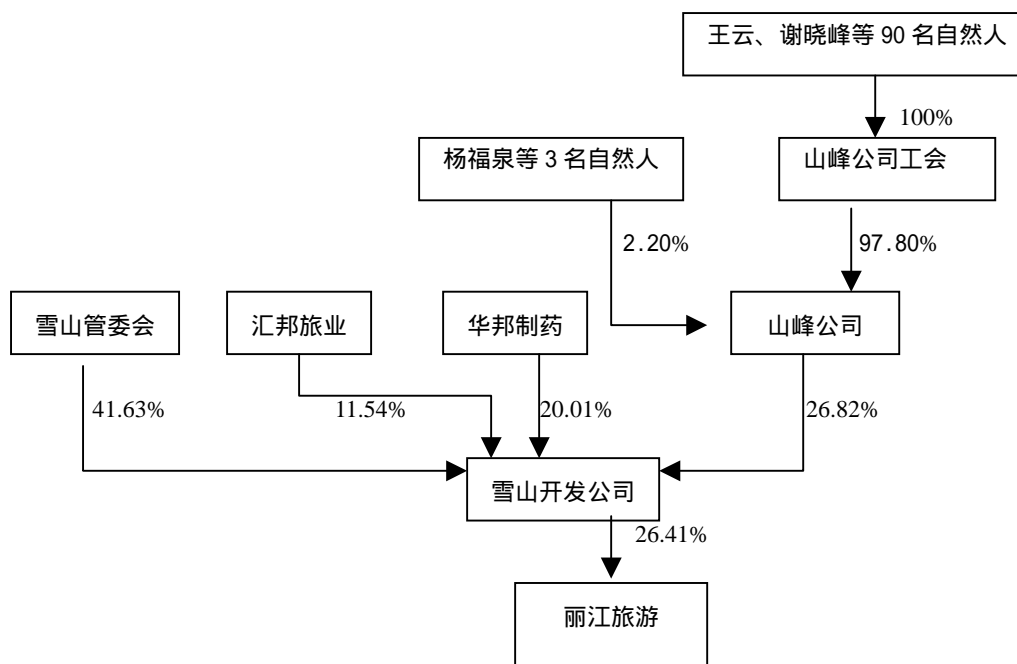 王云、谢晓峰等 90 名自然人
100%
杨福泉等 3 名自然人
山峰公司工会
2.20%
97.80%
雪山管委会
汇邦旅业
华邦制药
山峰公司
41.63%
11.54%
20.01%
26.82%
雪山开发公司
26.41%
丽江旅游